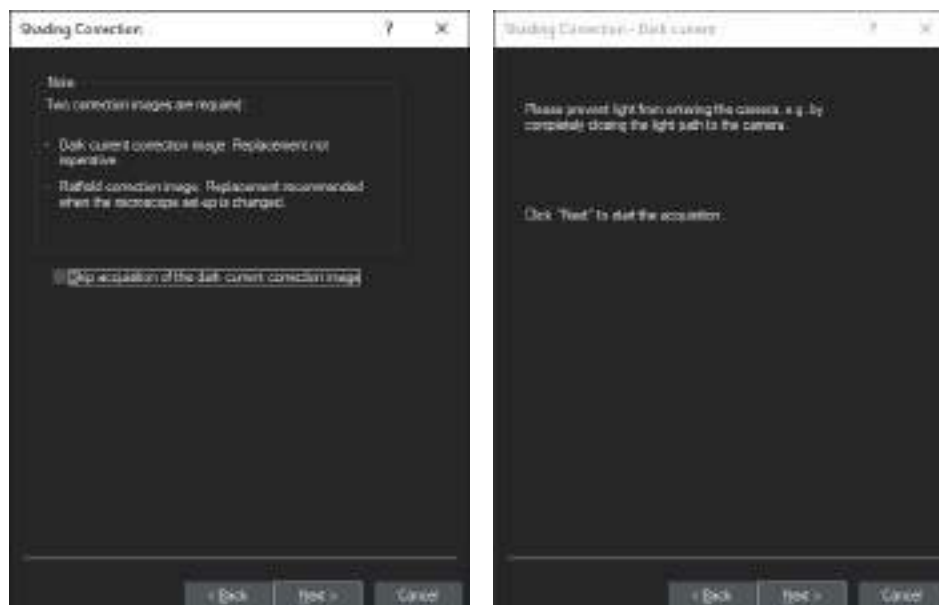 Shading Correction
Note
Two correction images are required:
- Dark current correction image. Replacement not
imperative
- Flatfield correction image. Replacement recommended
when the microscope set-up is changed.
Skip acquisition of the dark current correction image
< Back
Next >
Cancel
Shading Correction - Dark current
Please prevent light from entering the camera, e.g. by
completely closing the light path to the camera.
Click "Next" to start the acquisition.
< Back
Next >
Cancel